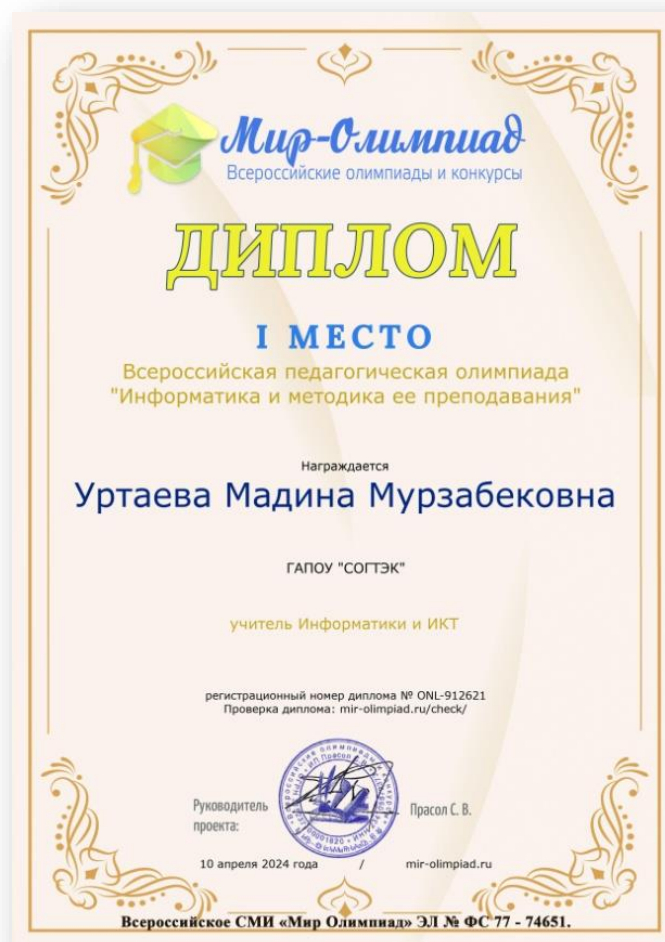 Мир-Олимпиад
Всероссийские олимпиады и конкурсы
ДИПЛОМ
I МЕСТО
Всероссийская педагогическая олимпиада
"Информатика и методика ее преподавания"
Награждается
Уртаева Мадина Мурзабековна
ГАПОУ "СОГТЭК"
учитель Информатики и ИКТ
регистрационный номер диплома № ONL-912621
Проверка диплома: mir-olimpiad.ru/check/
Руководитель
проекта:
Прасол С. В.
10 апреля 2024 года / mir-olimpiad.ru
Всероссийское СМИ «Мир Олимпиад» ЭЛ № ФС 77 - 74651.